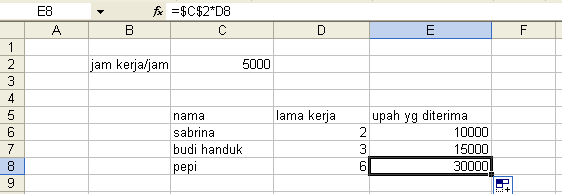 E8 fx =$C$2*D8
A B C D E F
1
2 jam kerja/jam 5000
3
4
5 nama lama kerja upah yg diterima
6 sabrina 2 10000
7 budi handuk 3 15000
8 pepi 6 30000
9